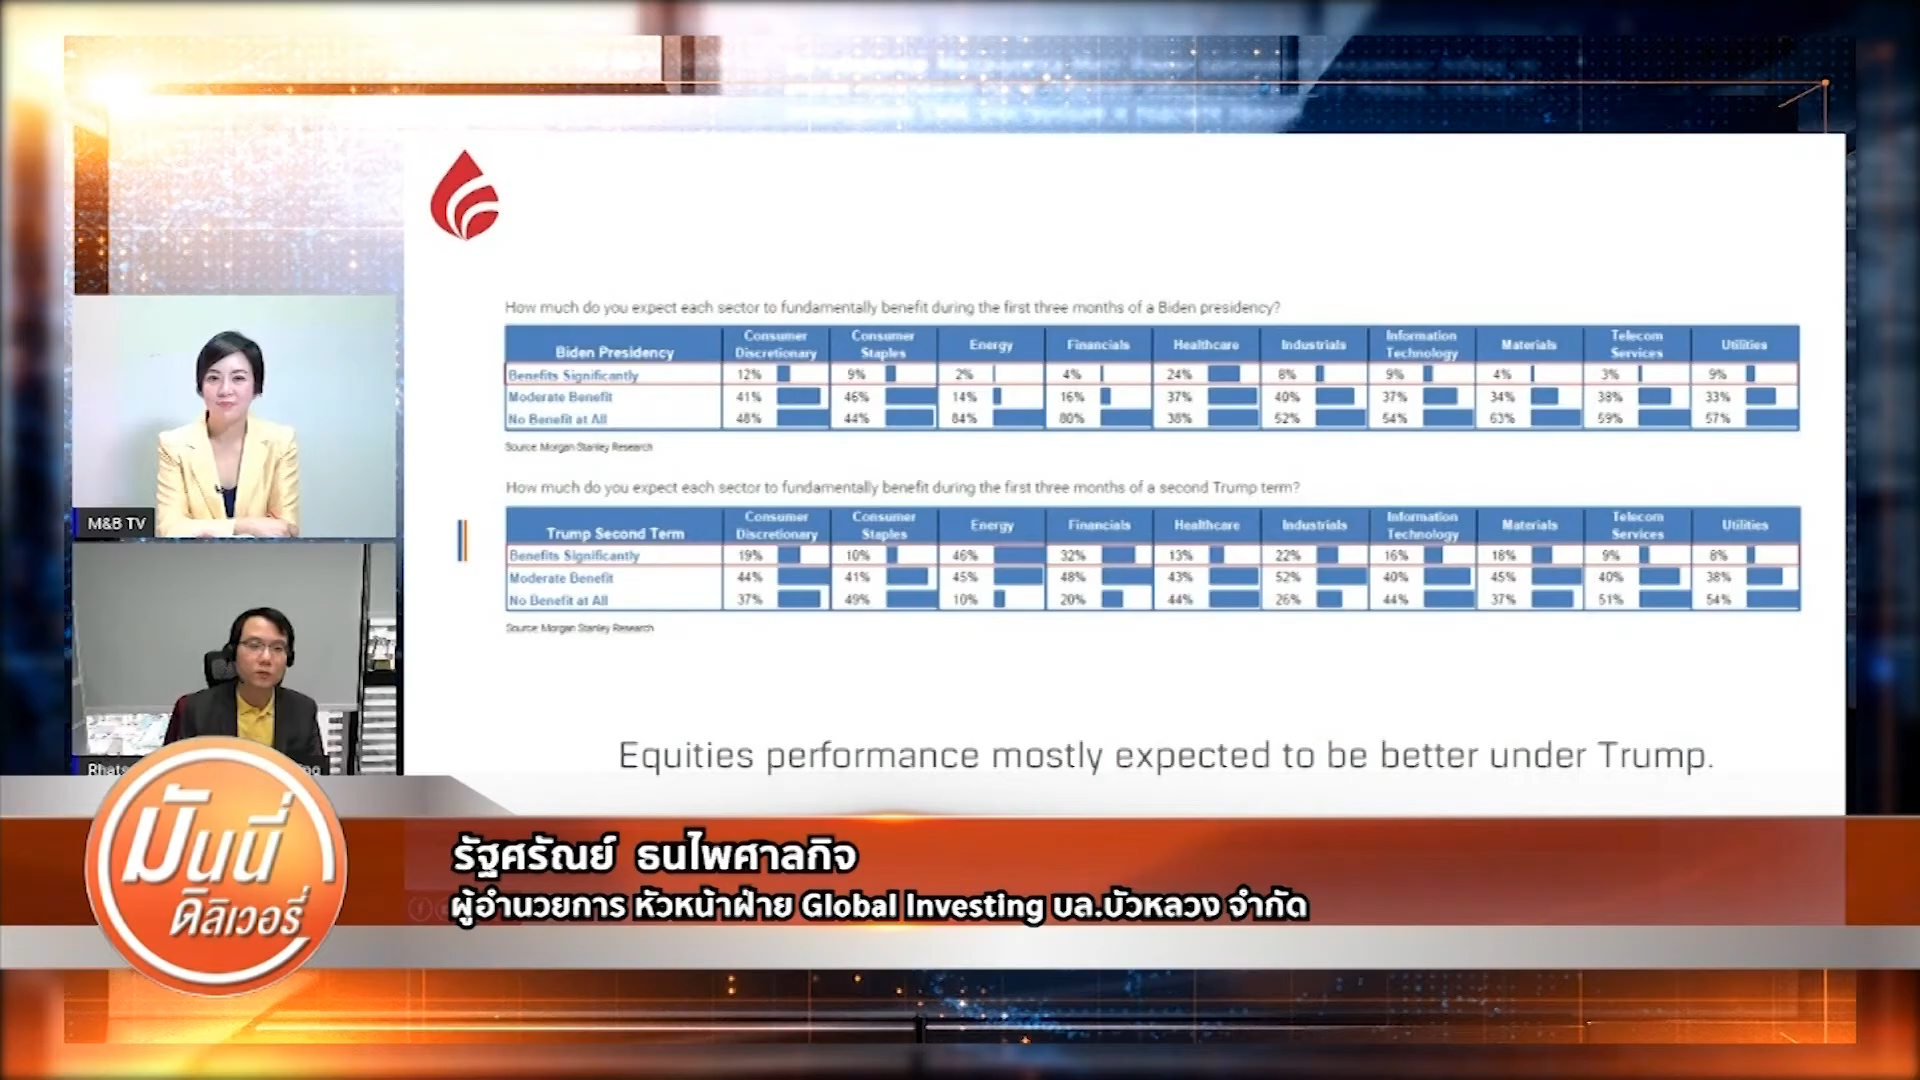 How much do you expect each sector to fundamentally benefit during the first three months of a Biden presidency?
Biden Presidency Consumer Discretionary Consumer Staples Energy Financials Healthcare Industrials Information Technology Materials Telecom Services Utilities
Benefits Significantly 12% 9% 2% 4% 24% 8% 9% 4% 3% 9%
Moderate Benefit 41% 46% 14% 16% 37% 40% 37% 34% 38% 33%
No Benefit at All 48% 44% 84% 80% 38% 52% 54% 63% 59% 57%
Source: Morgan Stanley Research
How much do you expect each sector to fundamentally benefit during the first three months of a second Trump term?
Trump Second Term Consumer Discretionary Consumer Staples Energy Financials Healthcare Industrials Information Technology Materials Telecom Services Utilities
Benefits Significantly 19% 10% 46% 32% 13% 22% 16% 18% 9% 8%
Moderate Benefit 44% 41% 45% 48% 43% 52% 40% 45% 40% 38%
No Benefit at All 37% 49% 10% 20% 44% 26% 44% 37% 51% 54%
Source: Morgan Stanley Research
M&B TV
Equities performance mostly expected to be better under Trump.
มันนี่
ดิลิเวอรี่
รัฐศรัณย์ ธนไพศาลกิจ
ผู้อำนวยการ หัวหน้าฝ่าย Global Investing บล.บัวหลวง จำกัด